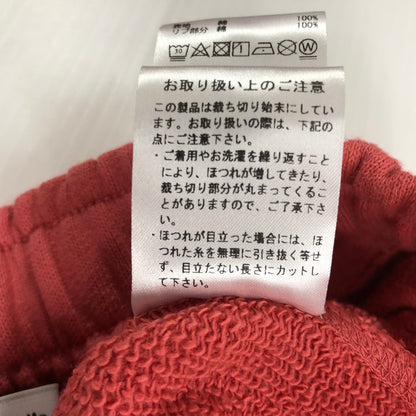 表地 綿 100%
リブ部分 綿 100%
お取り扱い上のご注意
この製品は裁ち切り始末にしてい
ます。お取り扱いの際は、下記の
点にご注意下さい。
・ご着用やお洗濯を繰り返すこと
により、ほつれが増してきたり、
裁ち切り部分が丸まってくること
がありますので、ご了承下さ
い。
・ほつれが目立った場合には、ほ
つれた糸を無理に引き抜く等せ
ず、目立たない長さにカットし
て下さい。